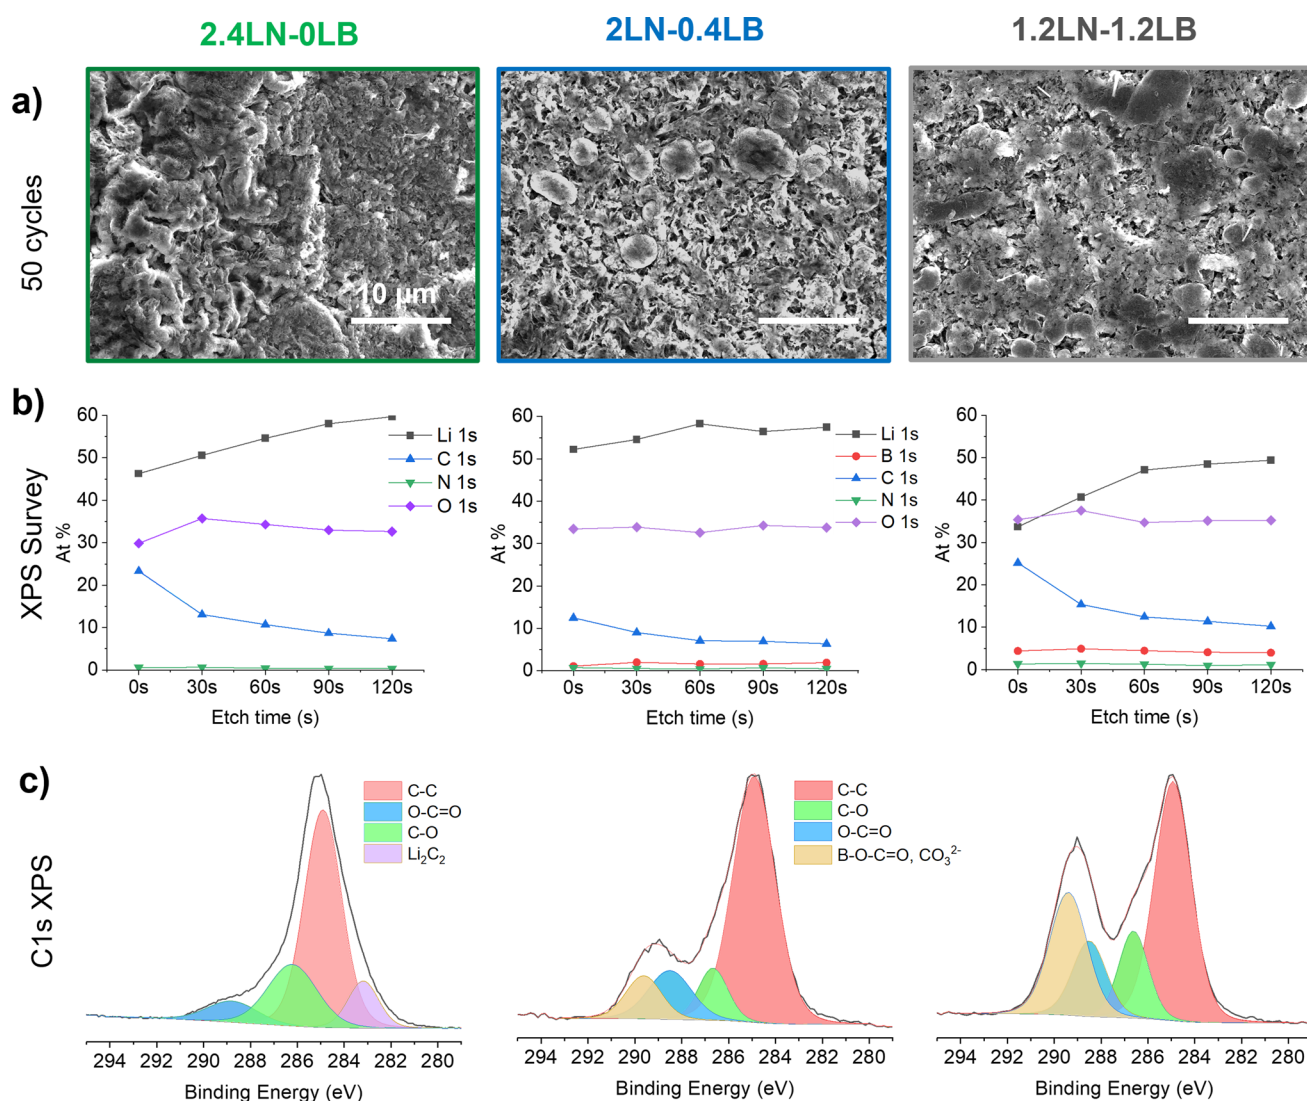 2.4LN-0LB
2LN-0.4LB
1.2LN-1.2LB
a)
50 cycles
10 μm
b)
XPS Survey
At %
60
50
40
30
20
10
0
Li 1s
C 1s
N 1s
O 1s
0s 30s 60s 90s 120s
Etch time (s)
At %
60
50
40
30
20
10
0
Li 1s
B 1s
C 1s
N 1s
O 1s
0s 30s 60s 90s 120s
Etch time (s)
At %
60
50
40
30
20
10
0
0s 30s 60s 90s 120s
Etch time (s)
c)
C1s XPS
C-C
O-C=O
C-O
Li₂C₂
294 292 290 288 286 284 282 280
Binding Energy (eV)
C-C
C-O
O-C=O
B-O-C=O, CO₃²⁻
294 292 290 288 286 284 282 280
Binding Energy (eV)
294 292 290 288 286 284 282 280
Binding Energy (eV)